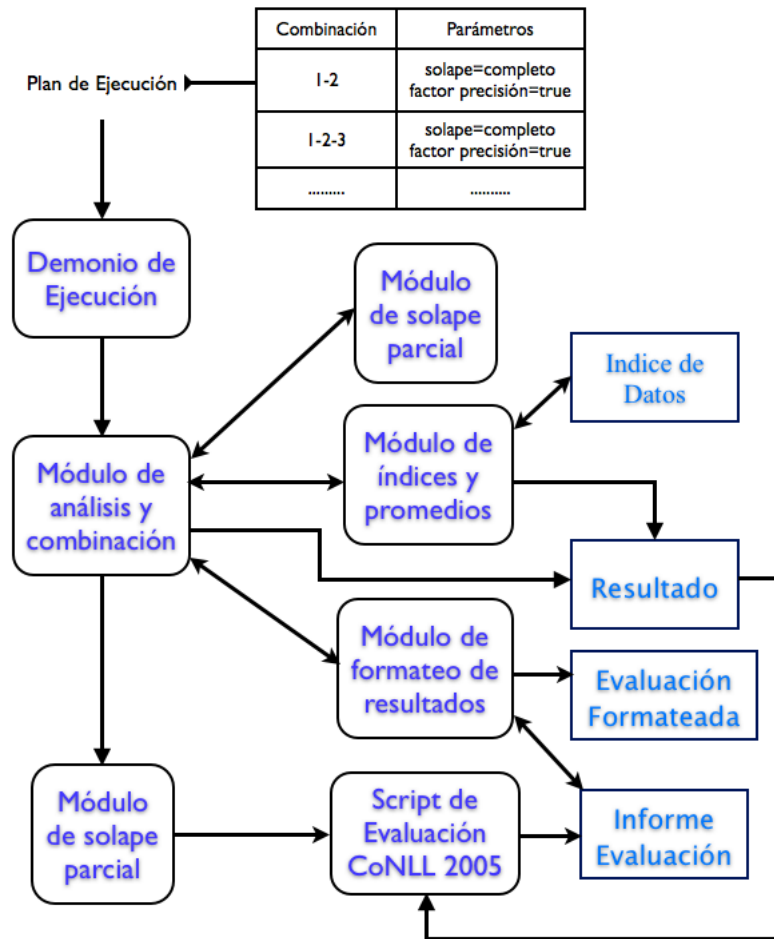 Combinación Parámetros
Plan de Ejecución
1-2
solape=completo
factor precisión=true
1-2-3
solape=completo
factor precisión=true
......... ..........
Demonio de
Ejecución
Módulo
de solape
parcial
Indice de
Datos
Módulo de
índices y
promedios
Módulo de
análisis y
combinación
Resultado
Módulo de
formateo de
resultados
Evaluación
Formateada
Módulo
de solape
parcial
Script de
Evaluación
CoNLL 2005
Informe
Evaluación